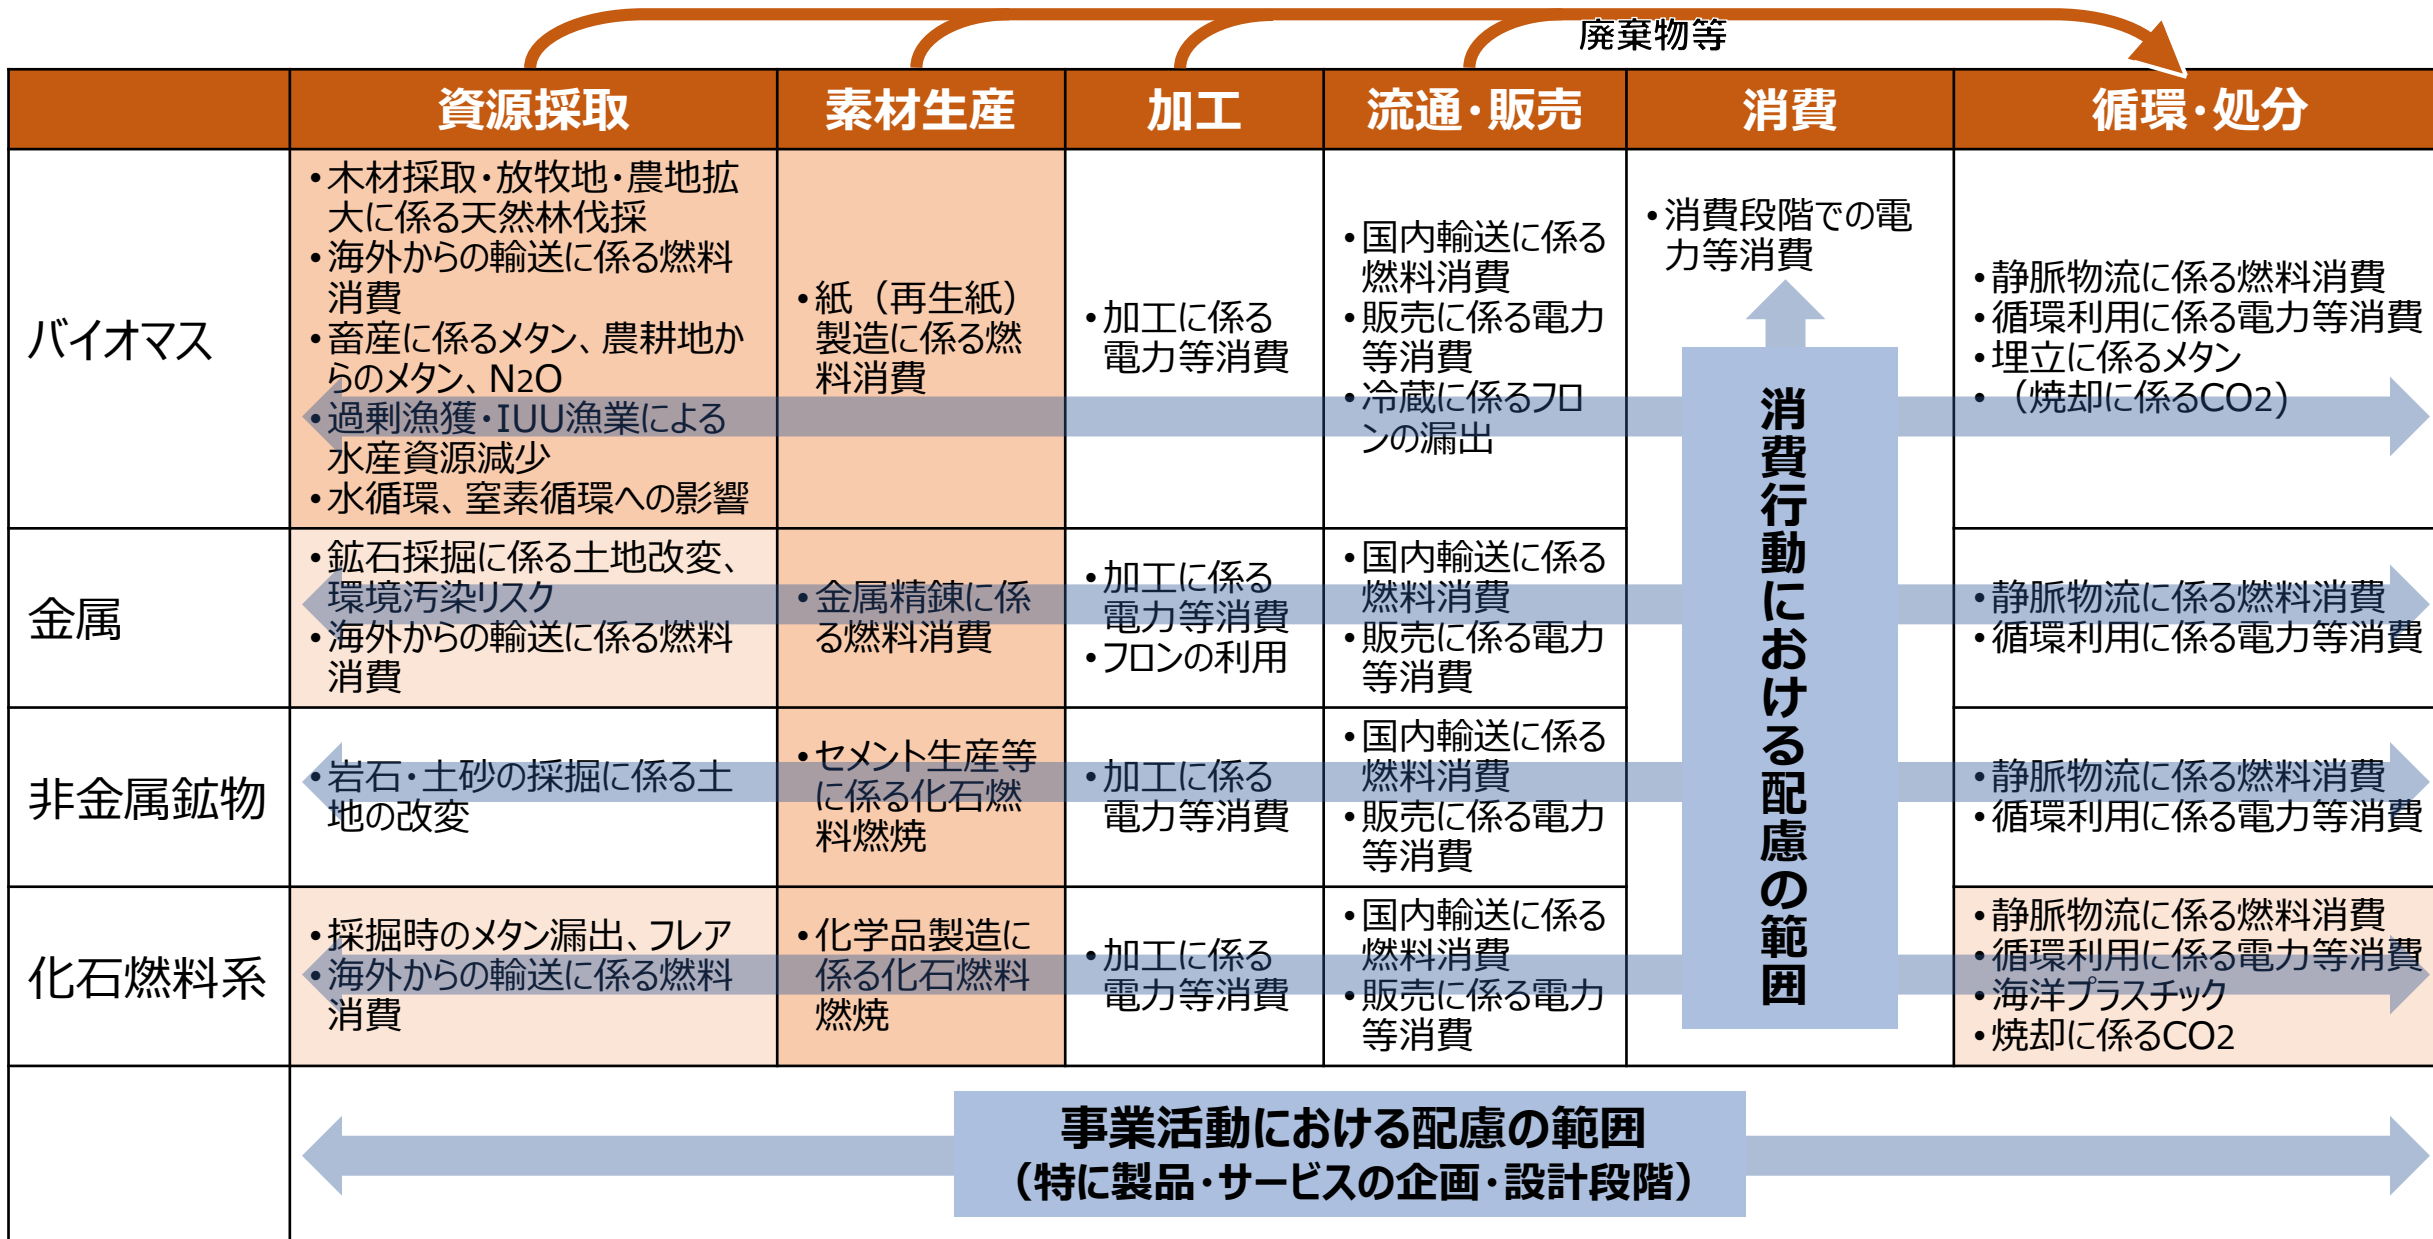 廃棄物等
資源採取
素材生産
加工
流通・販売
消費
循環・処分
バイオマス
・木材採取・放牧地・農地拡
大に係る天然林伐採
・海外からの輸送に係る燃料
消費
・畜産に係るメタン、農耕地か
らのメタン、N2O
・過剰漁獲・IUU漁業による
水産資源減少
・水循環、窒素循環への影響
・紙（再生紙）
製造に係る燃
料消費
・加工に係る
電力等消費
・国内輸送に係る
燃料消費
・販売に係る電力
等消費
・冷蔵に係るフロ
ンの漏出
・消費段階での電
力等消費
・静脈物流に係る燃料消費
・循環利用に係る電力等消費
・埋立に係るメタン
・（焼却に係るCO2）
金属
・鉱石採掘に係る土地改変、
環境汚染リスク
・海外からの輸送に係る燃料
消費
・金属精錬に係
る燃料消費
・加工に係る
電力等消費
・フロンの利用
・国内輸送に係る
燃料消費
・販売に係る電力
等消費
・静脈物流に係る燃料消費
・循環利用に係る電力等消費
非金属鉱物
・岩石・土砂の採掘に係る土
地の改変
・セメント生産等
に係る化石燃
料燃焼
・加工に係る
電力等消費
・国内輸送に係る
燃料消費
・販売に係る電力
等消費
・静脈物流に係る燃料消費
・循環利用に係る電力等消費
化石燃料系
・採掘時のメタン漏出、フレア
・海外からの輸送に係る燃料
消費
・化学品製造に
係る化石燃料
燃焼
・加工に係る
電力等消費
・国内輸送に係る
燃料消費
・販売に係る電力
等消費
・静脈物流に係る燃料消費
・循環利用に係る電力等消費
・海洋プラスチック
・焼却に係るCO2
消費行動における配慮の範囲
事業活動における配慮の範囲
（特に製品・サービスの企画・設計段階）